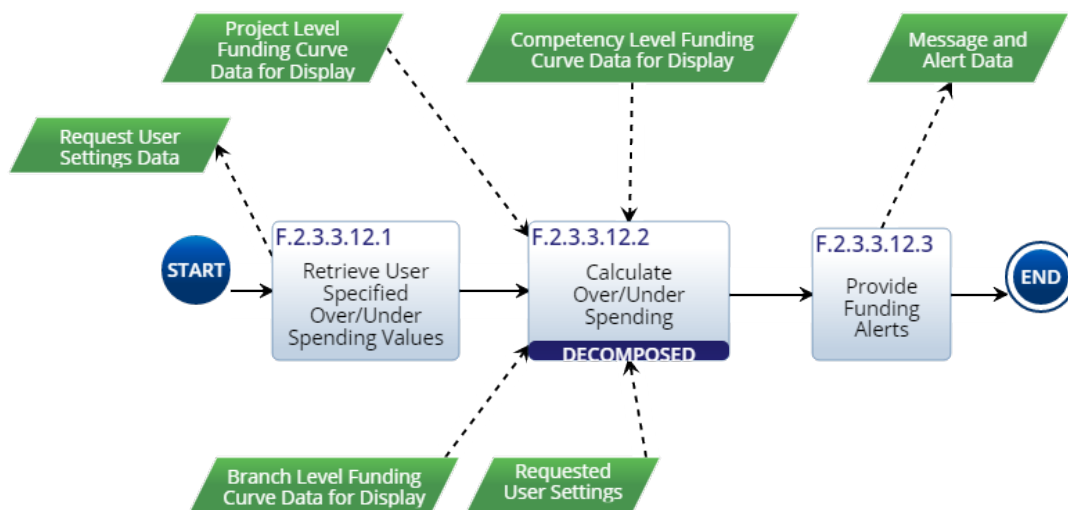 Project Level
Funding Curve
Data for Display
Competency Level Funding
Curve Data for Display
Message and
Alert Data
Request User
Settings Data
START
F.2.3.3.12.1
Retrieve User
Specified
Over/Under
Spending Values
F.2.3.3.12.2
Calculate
Over/Under
Spending
DECOMPOSED
F.2.3.3.12.3
Provide
Funding
Alerts
END
Branch Level Funding
Curve Data for Display
Requested
User Settings